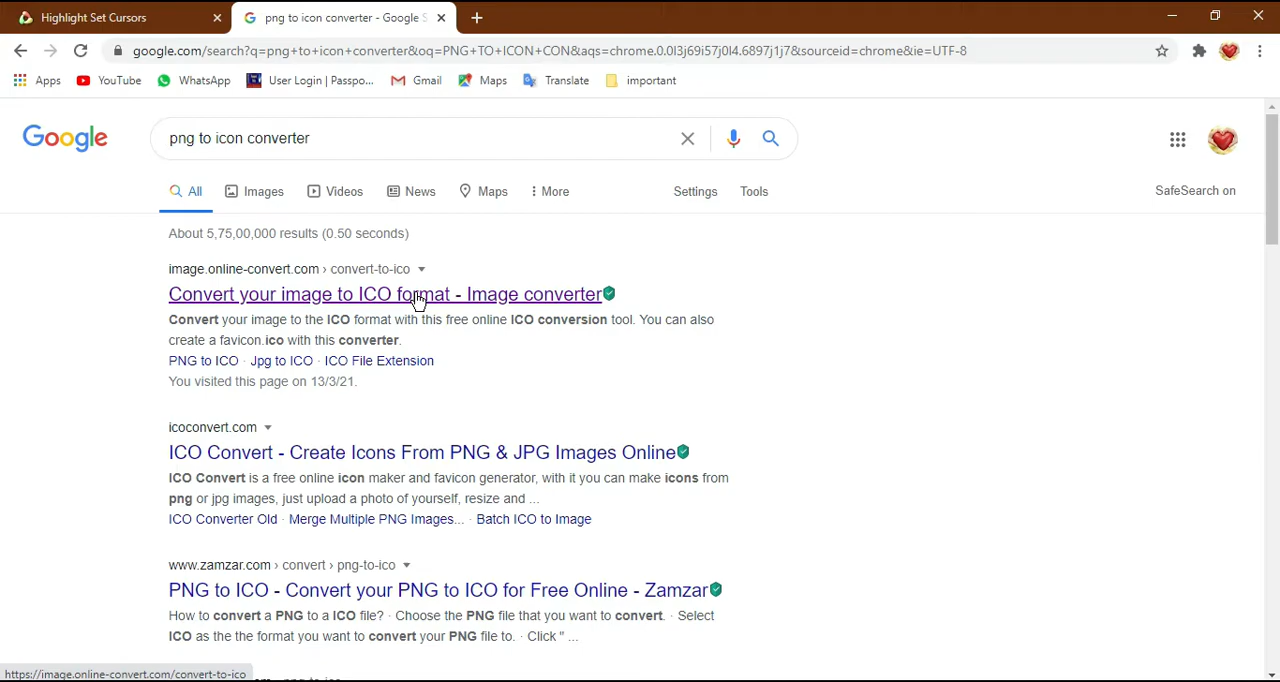 Highlight Set Cursors
png to icon converter - Google S
google.com/search?q=png+to+icon+converter&oq=PNG+TO+ICON+CON&aqs=chrome.0.0l3j69i57j0l4.6897j1j7&sourceid=chrome&ie=UTF-8
Apps YouTube WhatsApp User Login | Passpo... Gmail Maps Translate important
Google png to icon converter
All Images Videos News Maps More Settings Tools SafeSearch on
About 5,75,00,000 results (0.50 seconds)
image.online-convert.com › convert-to-ico
Convert your image to ICO format - Image converter
Convert your image to the ICO format with this free online ICO conversion tool. You can also
create a favicon.ico with this converter.
PNG to ICO · Jpg to ICO · ICO File Extension
You visited this page on 13/3/21.
icoconvert.com
ICO Convert - Create Icons From PNG & JPG Images Online
ICO Convert is a free online icon maker and favicon generator, with it you can make icons from
png or jpg images, just upload a photo of yourself, resize and ...
ICO Converter Old · Merge Multiple PNG Images... · Batch ICO to Image
www.zamzar.com › convert › png-to-ico
PNG to ICO - Convert your PNG to ICO for Free Online - Zamzar
How to convert a PNG to a ICO file? · Choose the PNG file that you want to convert. · Select
ICO as the the format you want to convert your PNG file to. · Click " ...
https://image.online-convert.com/convert-to-ico